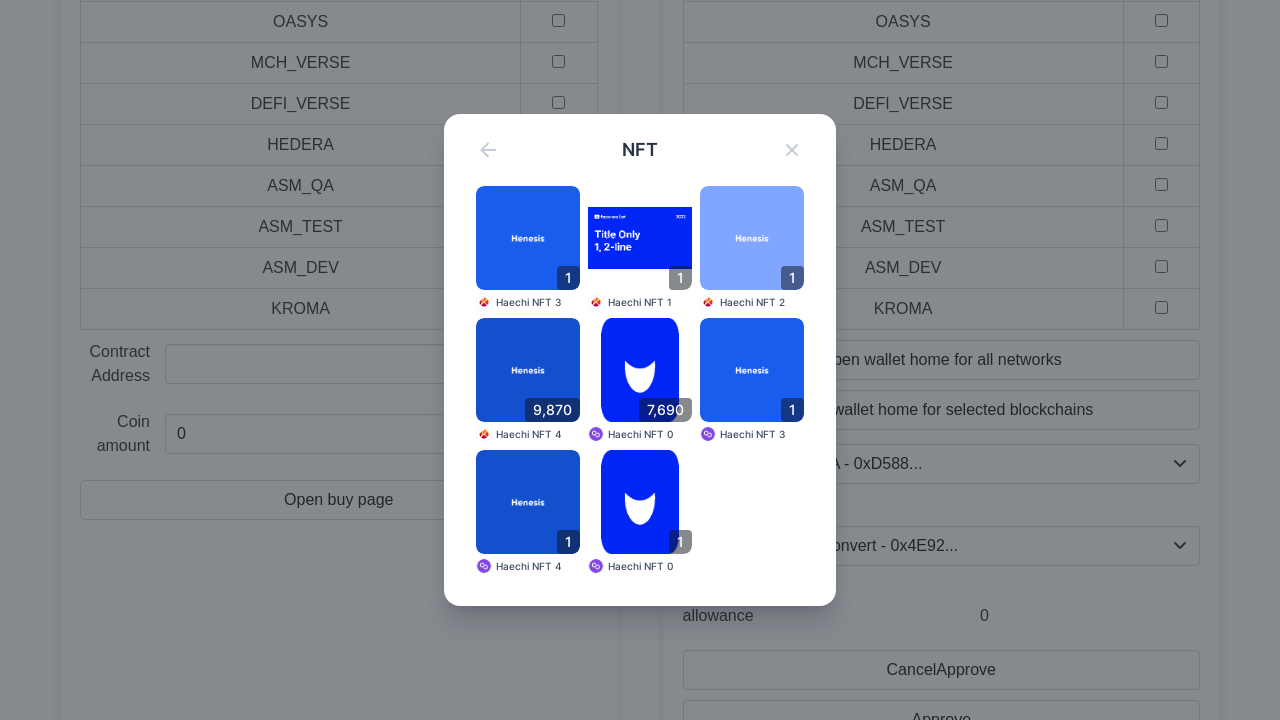 OASYS
MCH_VERSE
DEFI_VERSE
HEDERA
ASM_QA
ASM_TEST
ASM_DEV
KROMA
Contract
Address
Coin
amount
0
Open buy page
OASYS
MCH_VERSE
DEFI_VERSE
HEDERA
ASM_QA
ASM_TEST
ASM_DEV
KROMA
pen wallet home for all networks
wallet home for selected blockchains
A - 0xD588...
onvert - 0x4E92...
allowance
0
CancelApprove
Approve
NFT
Henesis
1
Haechi NFT 3
face wallet
2022
Title Only
1, 2-line
1
Haechi NFT 1
Henesis
1
Haechi NFT 2
Henesis
9,870
Haechi NFT 4
7,690
Haechi NFT 0
Henesis
1
Haechi NFT 3
Henesis
1
Haechi NFT 4
1
Haechi NFT 0